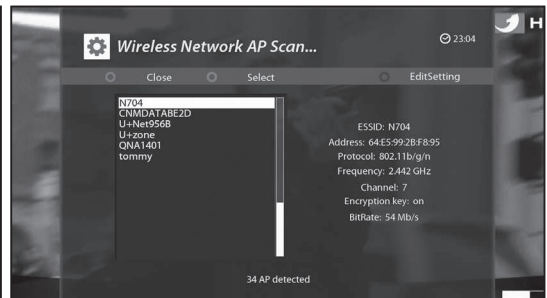 Wireless Network AP Scan...
23:04
Close Select EditSetting
N704
CNMDATABE2D
U+Net956B
U+zone
QNA1401
tommy
ESSID: N704
Address: 64:E5:99:2B:F8:95
Protocol: 802.11b/g/n
Frequency: 2.442 GHz
Channel: 7
Encryption key: on
BitRate: 54 Mb/s
34 AP detected
H